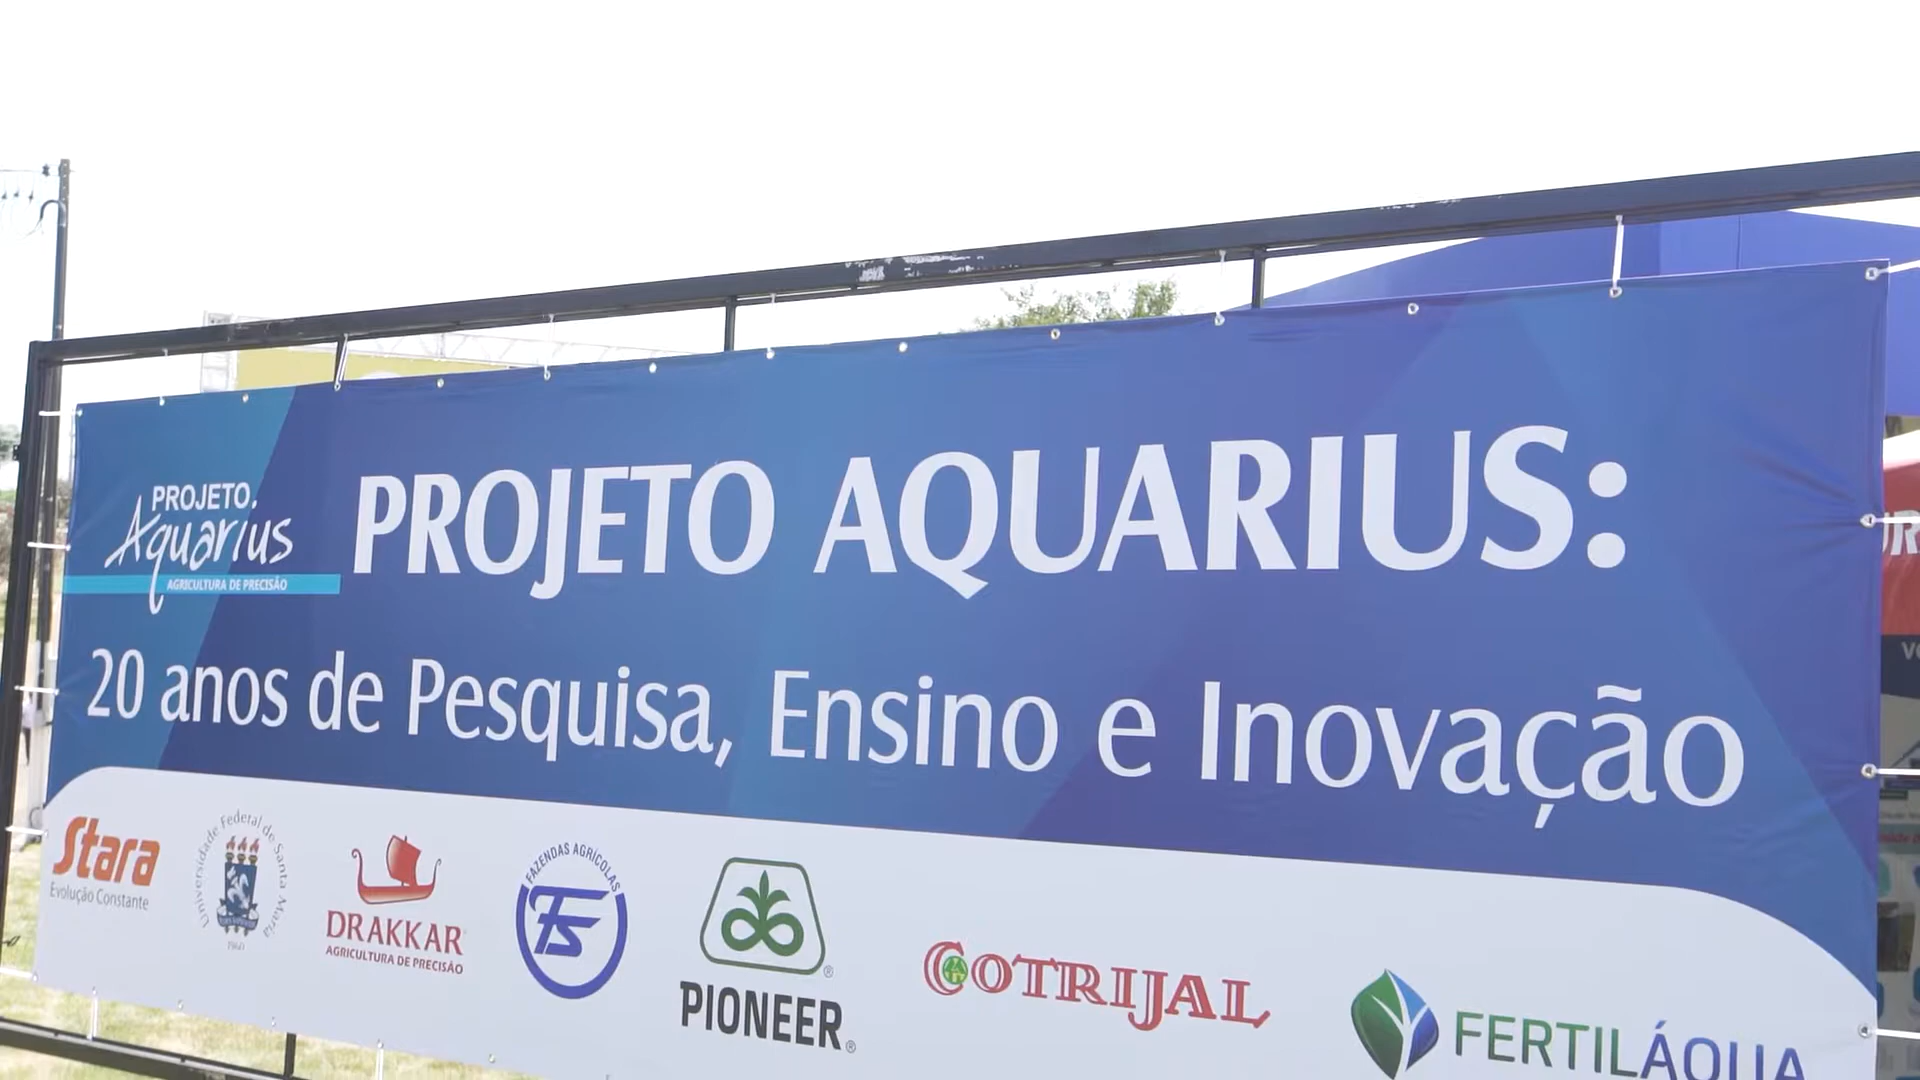 PROJETO
Aquarius
AGRICULTURA DE PRECISÃO
PROJETO AQUARIUS:
20 anos de Pesquisa, Ensino e Inovação
Stara
Evolução Constante
Universidade Federal de Santa Maria
1960
DRAKKAR
AGRICULTURA DE PRECISÃO
FAZENDAS AGRÍCOLAS
TS
PIONEER®
COTRIJAL
FERTILÁQUA